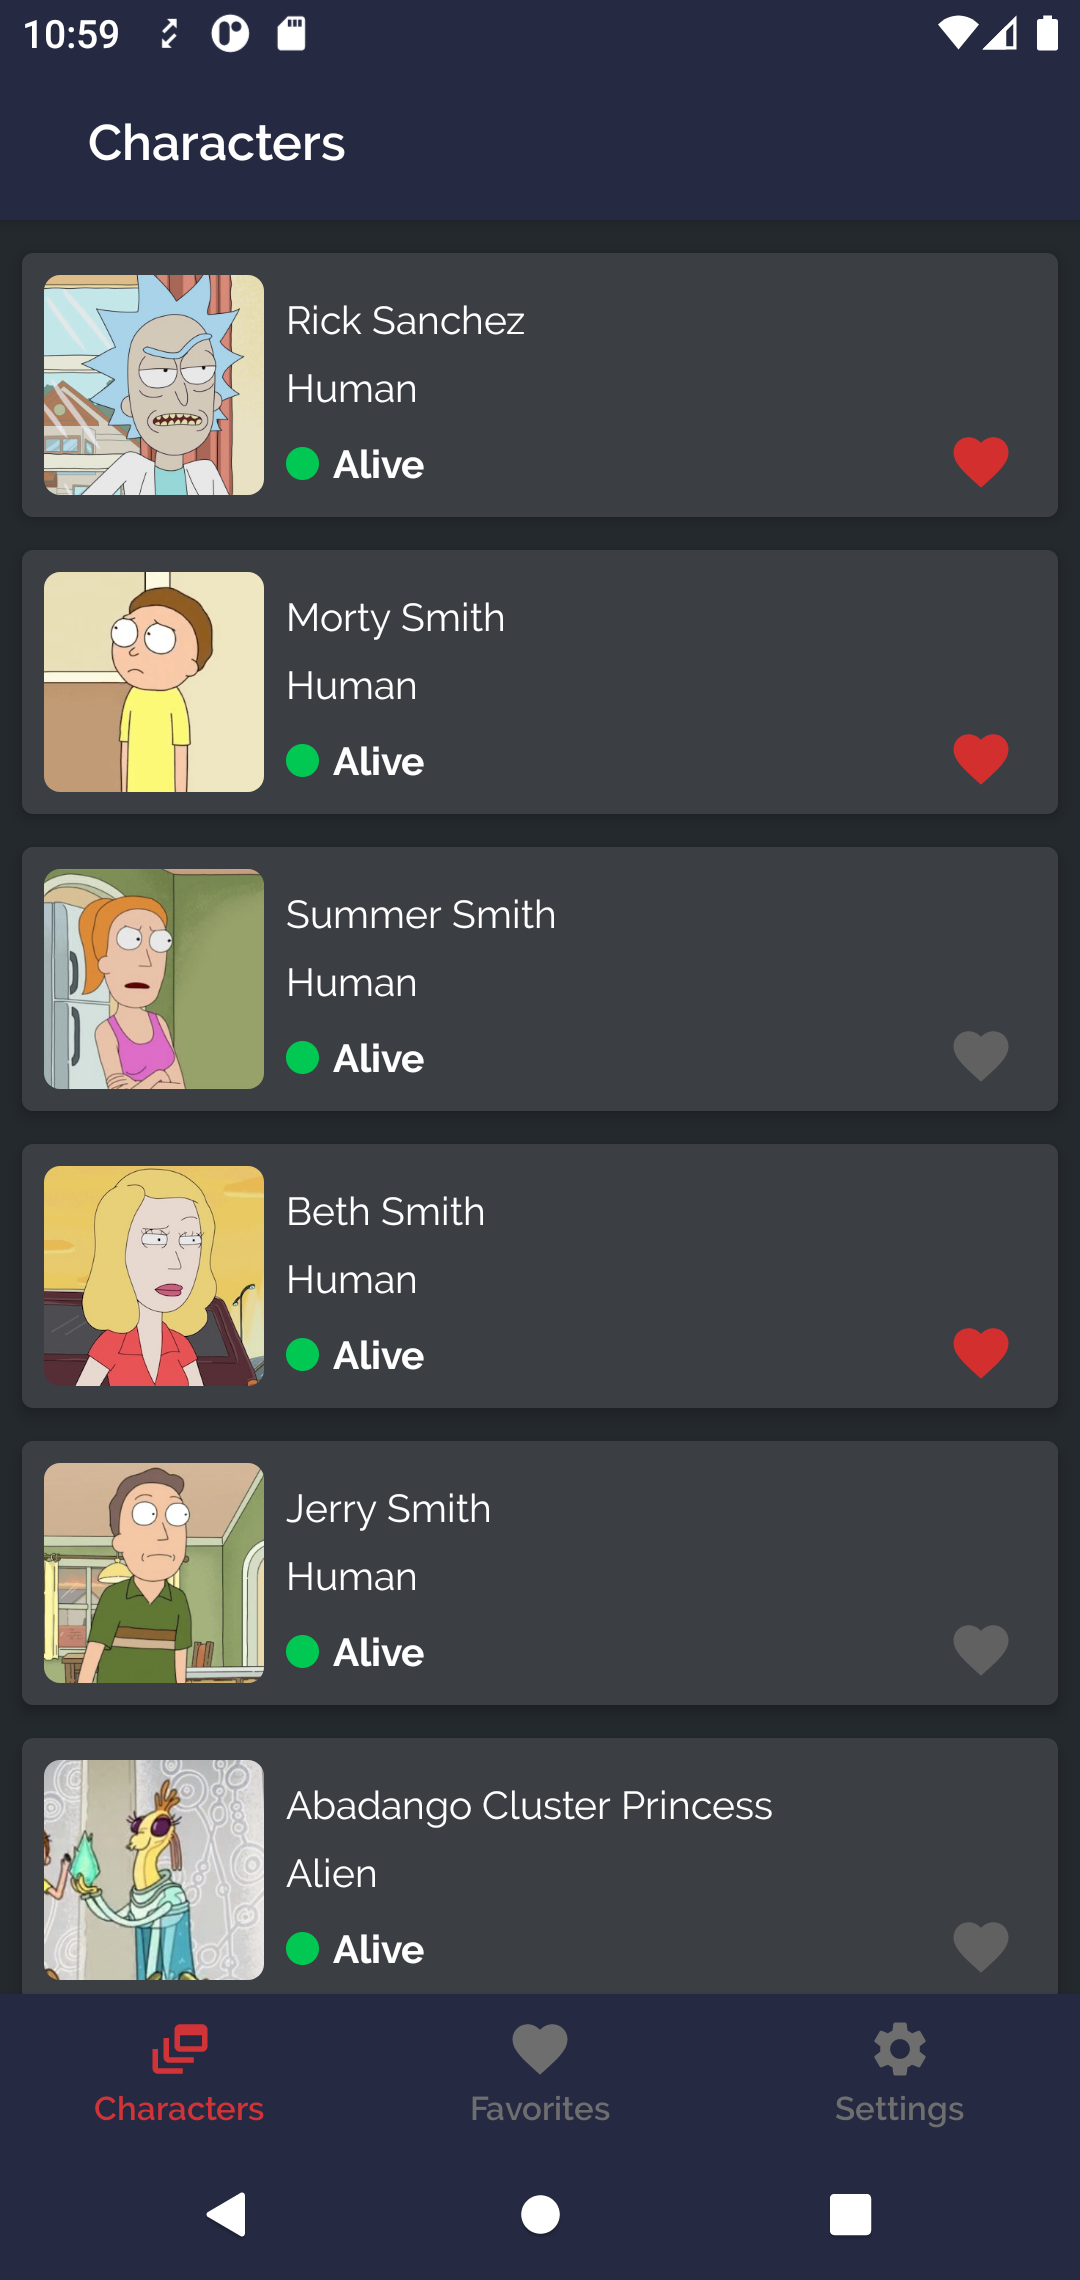 10:59
Characters
Rick Sanchez
Human
Alive
Morty Smith
Human
Alive
Summer Smith
Human
Alive
Beth Smith
Human
Alive
Jerry Smith
Human
Alive
Abadango Cluster Princess
Alien
Alive
Characters
Favorites
Settings